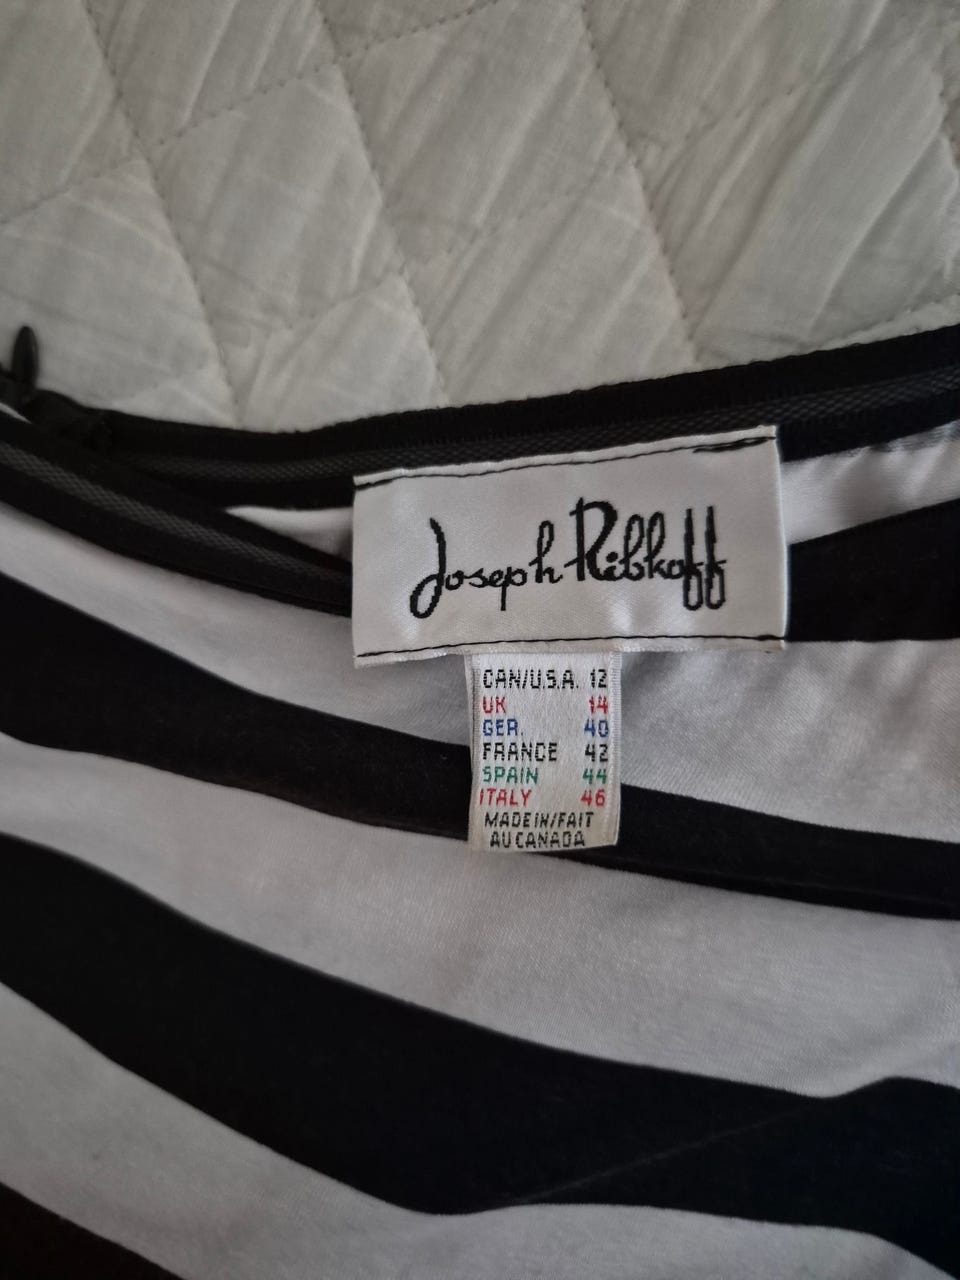 Joseph Ribkoff
CAN/U.S.A. 12
UK 14
GER. 40
FRANCE 42
SPAIN 44
ITALY 46
MADE IN/FAIT
AU CANADA